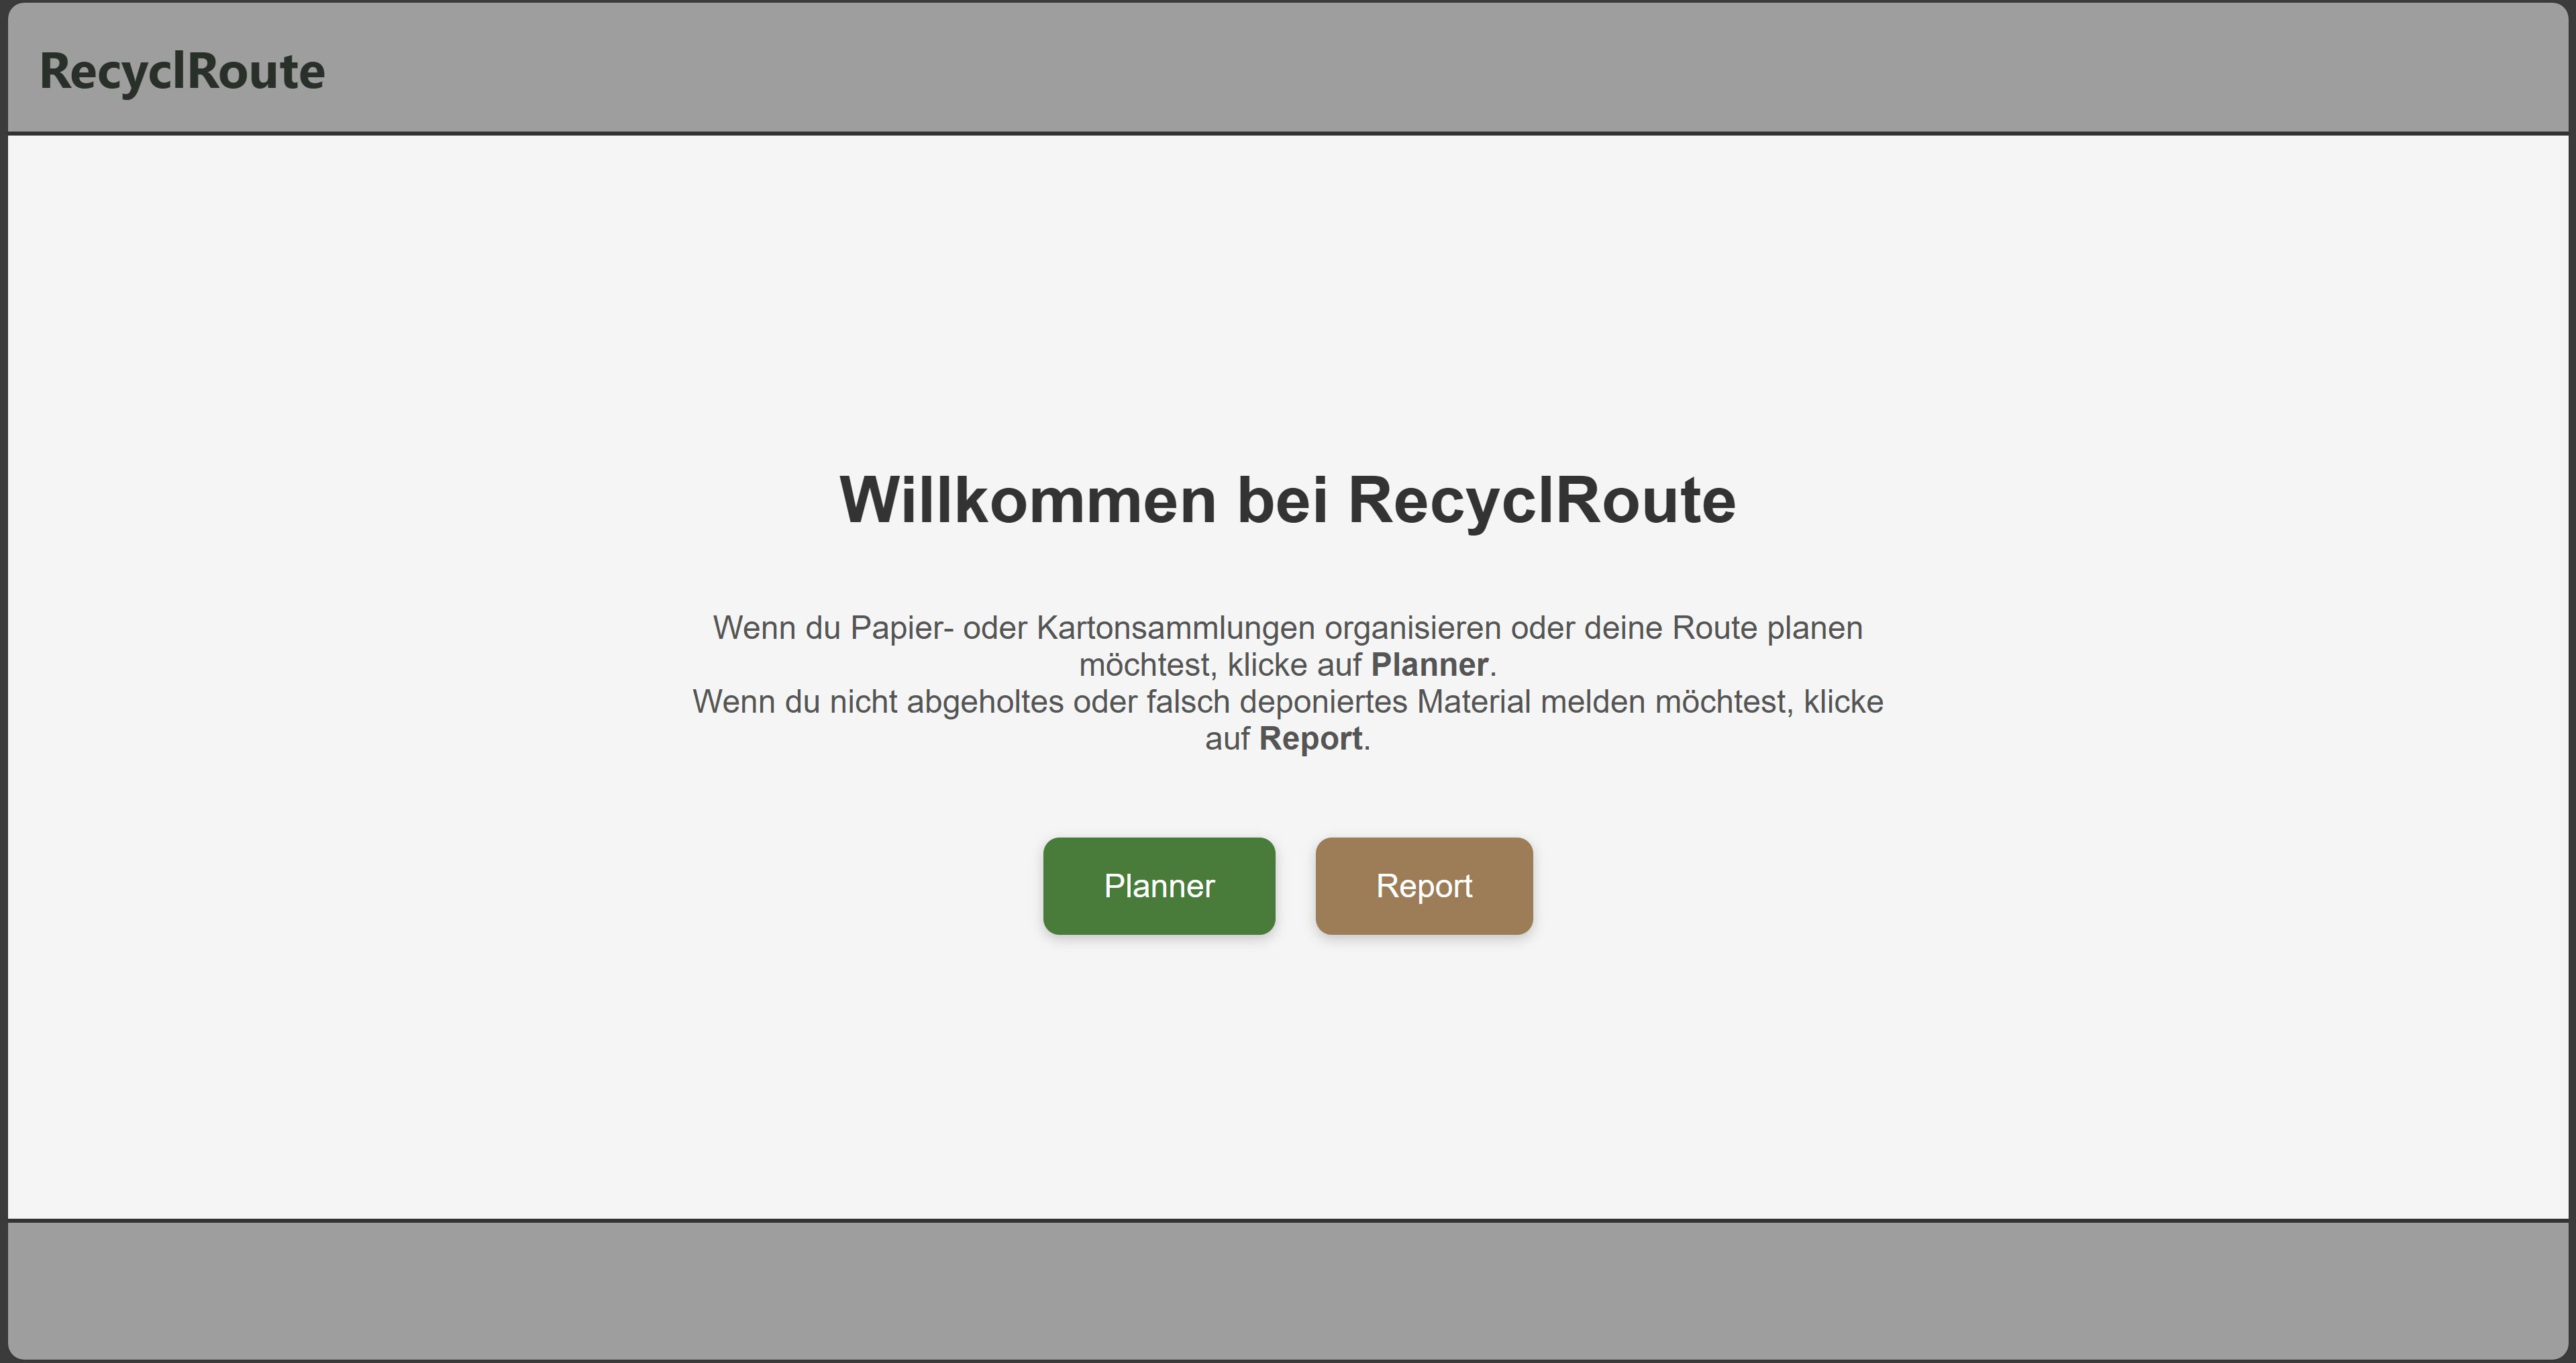 RecyclRoute
Willkommen bei RecyclRoute
Wenn du Papier- oder Kartonsammlungen organisieren oder deine Route planen
möchtest, klicke auf Planner.
Wenn du nicht abgeholtes oder falsch deponiertes Material melden möchtest, klicke
auf Report.
Planner
Report